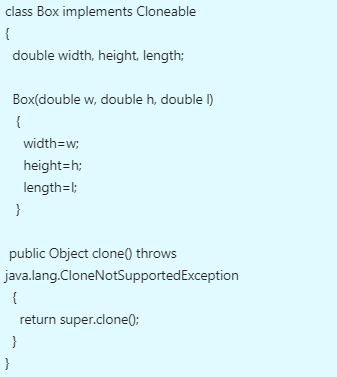 class Box implements Cloneable
{
double width, height, length;
Box(double w, double h, double l)
{
width=w;
height=h;
length=l;
}
public Object clone() throws
java.lang.CloneNotSupportedException
{
return super.clone();
}
}